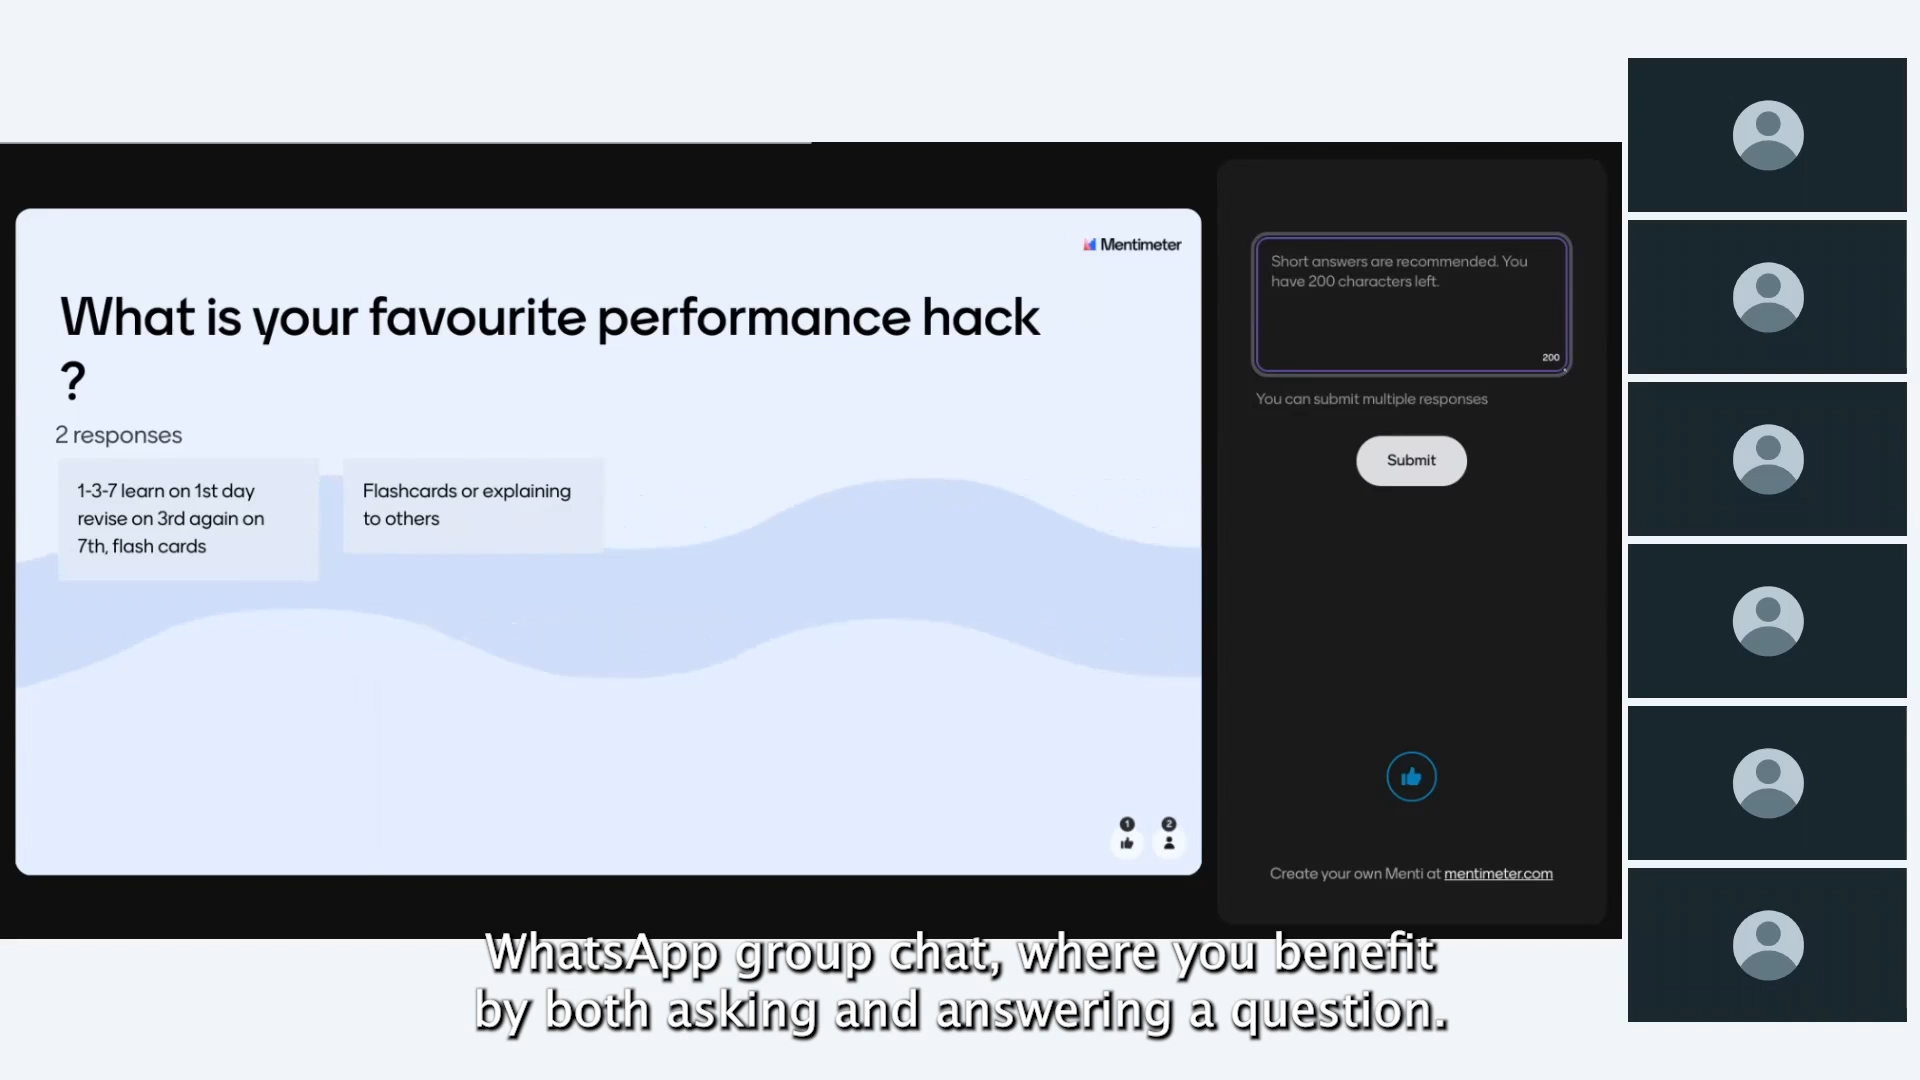 Mentimeter
What is your favourite performance hack
?
2 responses
1-3-7 learn on 1st day
revise on 3rd again on
7th, flash cards
Flashcards or explaining
to others
1
2
Short answers are recommended. You
have 200 characters left.
200
You can submit multiple responses
Submit
Create your own Menti at mentimeter.com
WhatsApp group chat, where you benefit
by both asking and answering a question.